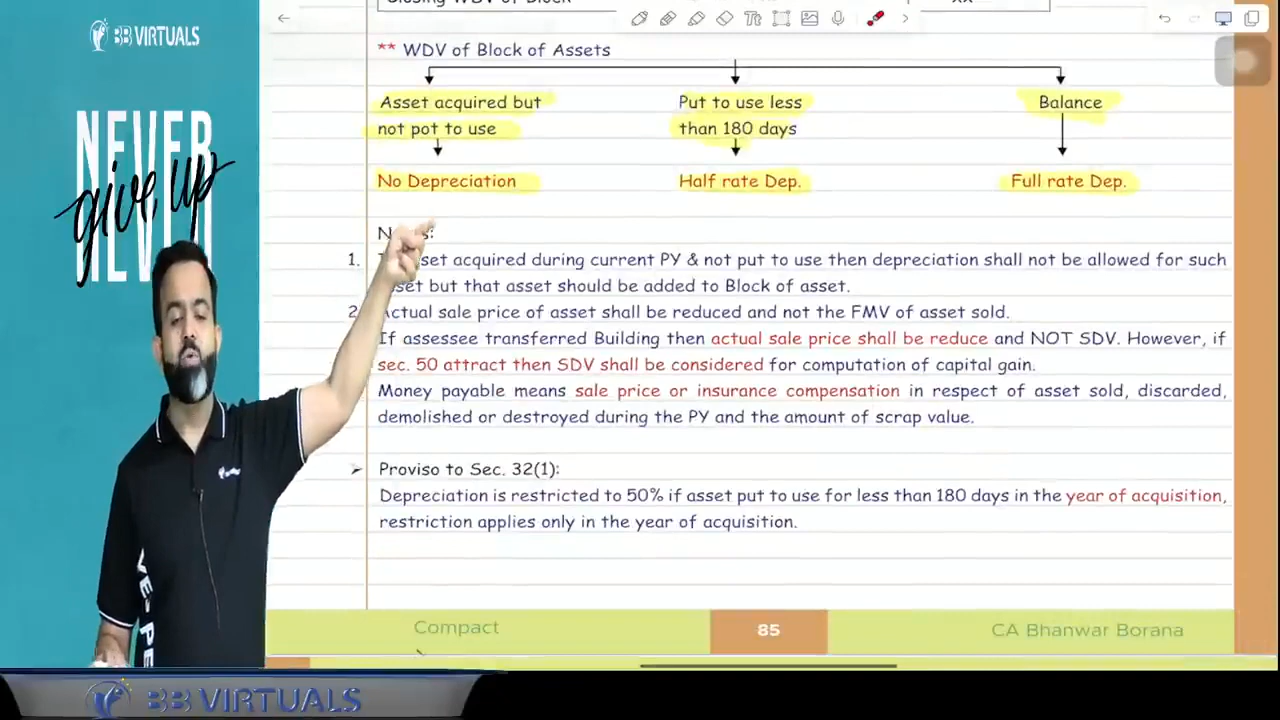 BB VIRTUALS
NEVER
give up
NEVER
Closing WDV of Block
** WDV of Block of Assets
Asset acquired but
not pot to use
Put to use less
than 180 days
Balance
No Depreciation
Half rate Dep.
Full rate Dep.
1. asset acquired during current PY & not put to use then depreciation shall not be allowed for such
asset but that asset should be added to Block of asset.
2. Actual sale price of asset shall be reduced and not the FMV of asset sold.
If assessee transferred Building then actual sale price shall be reduce and NOT SDV. However, if
sec. 50 attract then SDV shall be considered for computation of capital gain.
Money payable means sale price or insurance compensation in respect of asset sold, discarded,
demolished or destroyed during the PY and the amount of scrap value.
➢ Proviso to Sec. 32(1):
Depreciation is restricted to 50% if asset put to use for less than 180 days in the year of acquisition,
restriction applies only in the year of acquisition.
Compact
85
CA Bhanwar Borana
BB VIRTUALS